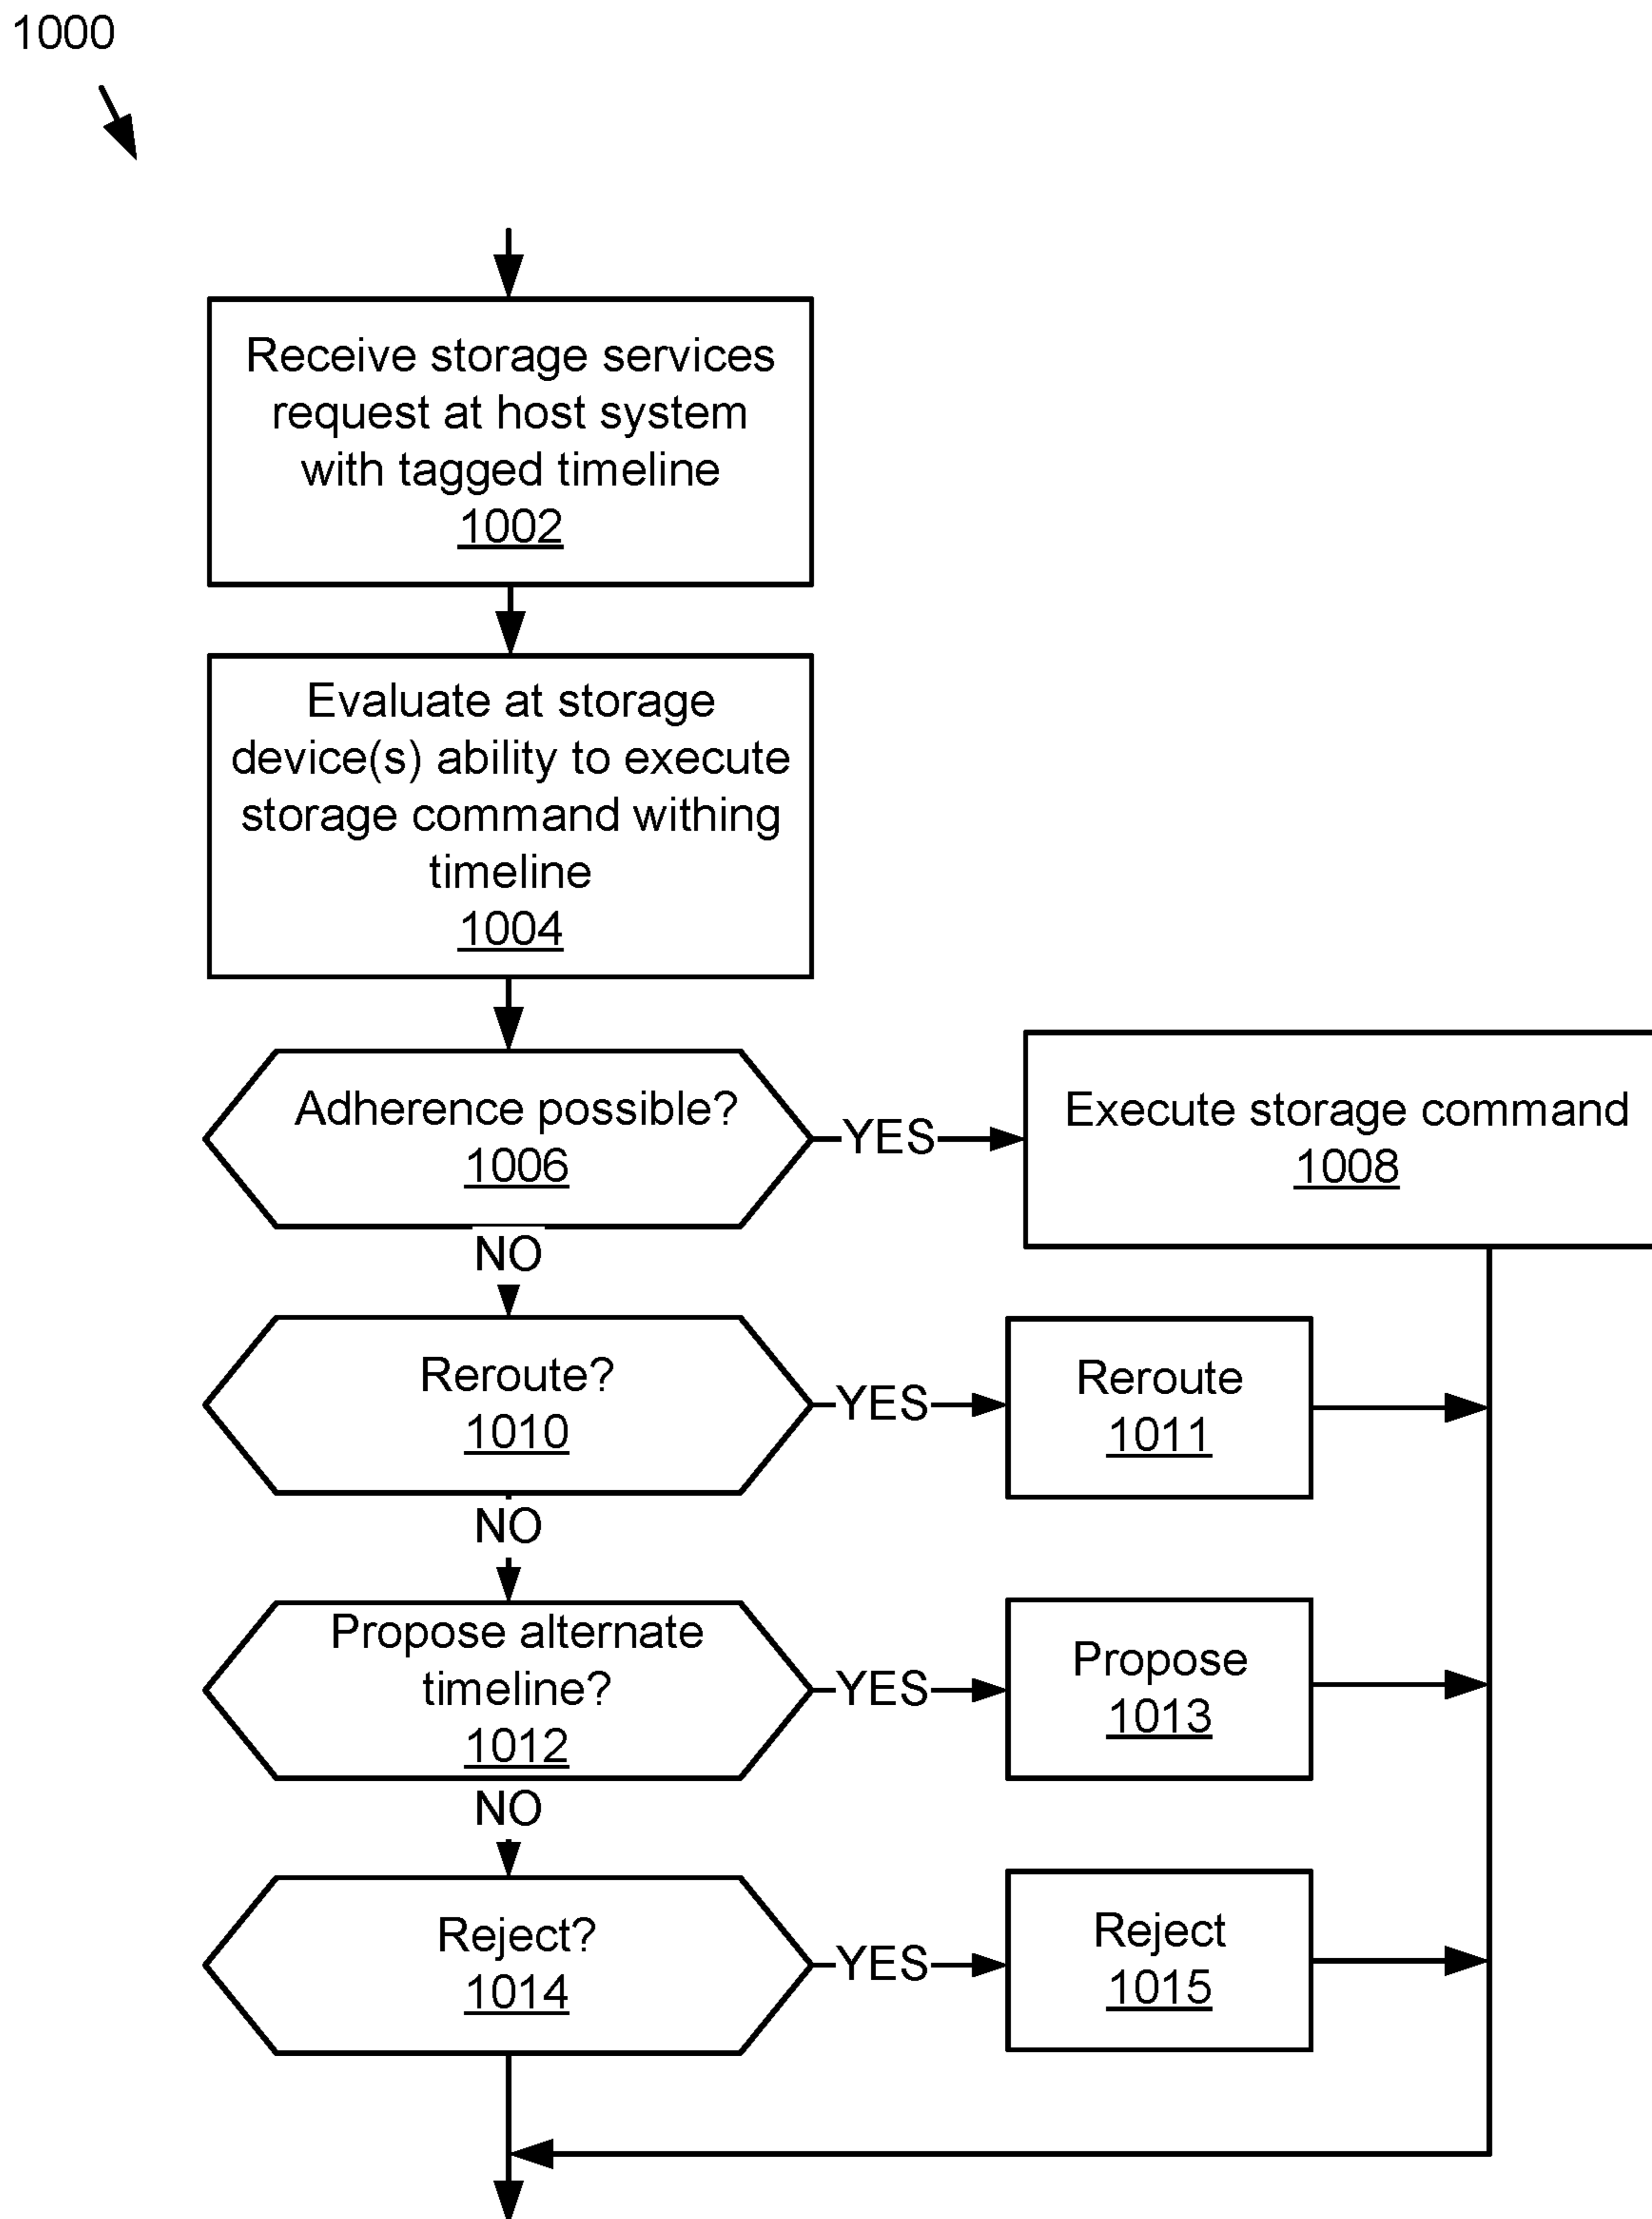 1000
Receive storage services
request at host system
with tagged timeline
1002
Evaluate at storage
device(s) ability to execute
storage command withing
timeline
1004
Adherence possible?
1006
YES
Execute storage command
1008
NO
Reroute?
1010
YES
Reroute
1011
NO
Propose alternate
timeline?
1012
YES
Propose
1013
NO
Reject?
1014
YES
Reject
1015